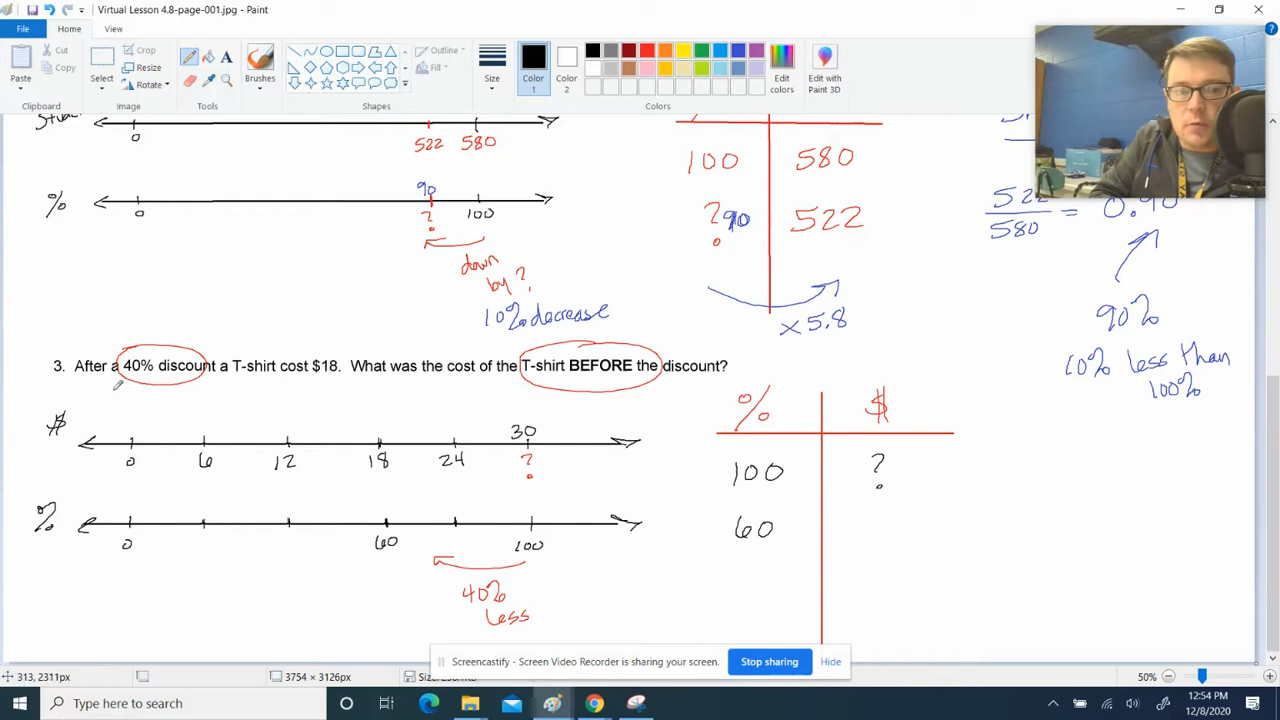 Virtual Lesson 4.8-page-001.jpg - Paint
File Home View
Paste Cut Copy Select Crop Resize Rotate Brushes Outline Fill Size Color 1 Color 2 Edit colors Edit with Paint 3D
Clipboard Image Tools Shapes Colors
0 522 580
% 0 90 ? 100
down by ?
10% decrease
100 580
? 90 522
x 5.8
522/580 = 0.90
90%
10% less than 100%
3. After a 40% discount a T-shirt cost $18. What was the cost of the T-shirt BEFORE the discount?
$ 30
0 6 12 18 24 ?
%
0 60 100
40% less
% $
100 ?
60
Screencastify - Screen Video Recorder is sharing your screen. Stop sharing Hide
313, 2311px 3754 × 3126px 50%
Type here to search
12:54 PM
12/8/2020